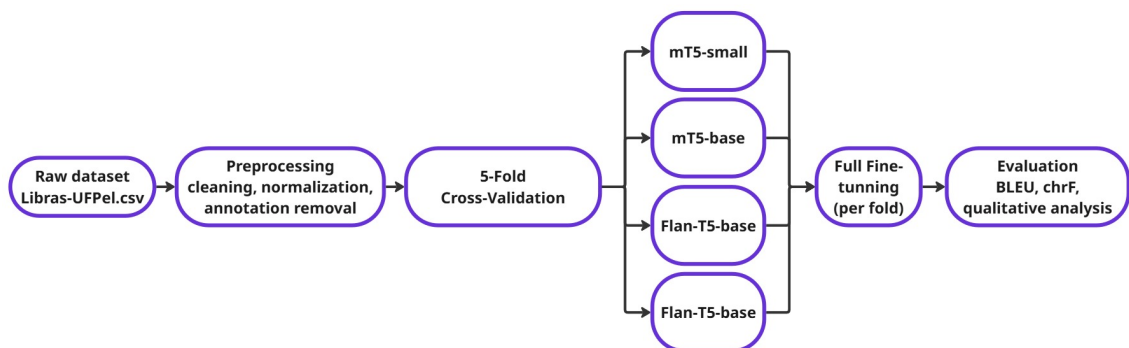 Raw dataset
Libras-UFPel.csv
Preprocessing
cleaning, normalization,
annotation removal
5-Fold
Cross-Validation
mT5-small
mT5-base
Flan-T5-base
Flan-T5-base
Full Fine-
tunning
(per fold)
Evaluation
BLEU, chrF,
qualitative analysis